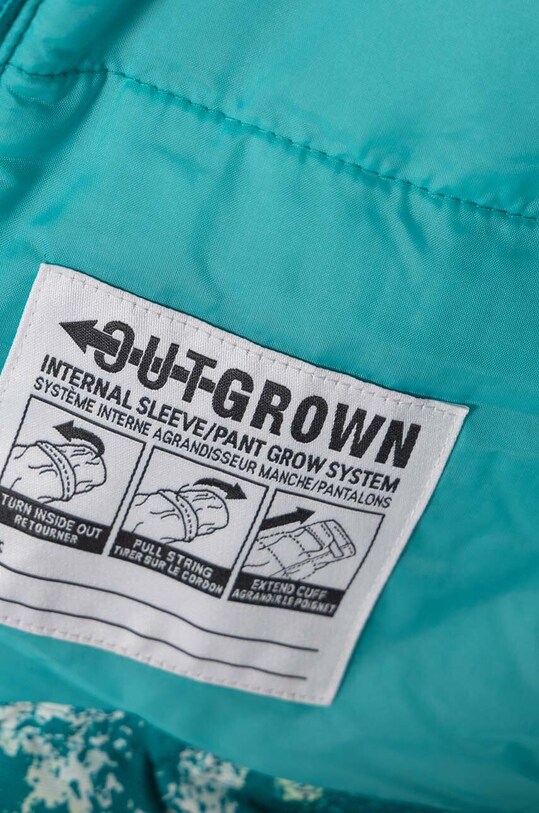 OUTGROWN
INTERNAL SLEEVE/PANT GROW SYSTEM
SYSTÈME INTERNE AGRANDISSEUR MANCHE/PANTALONS
TURN INSIDE OUT
RETOURNER
PULL STRING
TIRER SUR LE CORDON
EXTEND CUFF
AGRANDIR LE POIGNET